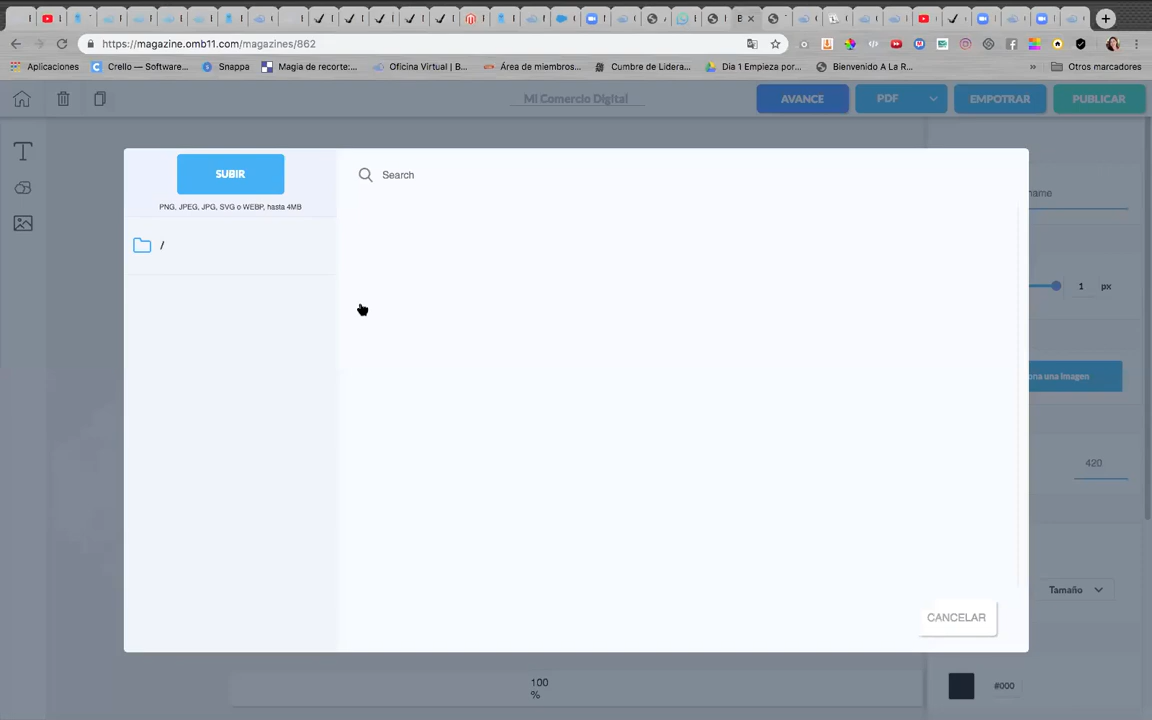 https://magazine.omb11.com/magazines/862
Aplicaciones
Crello — Software...
Snappa
Magia de recorte:...
Oficina Virtual | B...
Área de miembros...
Cumbre de Lidera...
Dia 1 Empieza por...
Bienvenido A La R...
»
Otros marcadores
Mi Comercio Digital
AVANCE
PDF
EMPOTRAR
PUBLICAR
SUBIR
Search
PNG, JPEG, JPG, SVG o WEBP, hasta 4MB
name
/
1 px
ona una Imagen
420
Tamaño
CANCELAR
100
%
#000